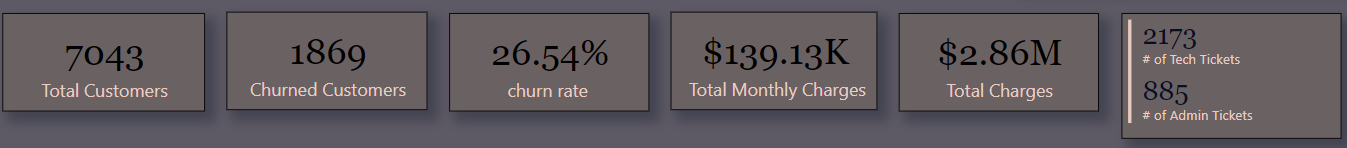 7043
Total Customers
1869
Churned Customers
26.54%
churn rate
$139.13K
Total Monthly Charges
$2.86M
Total Charges
2173
# of Tech Tickets
885
# of Admin Tickets